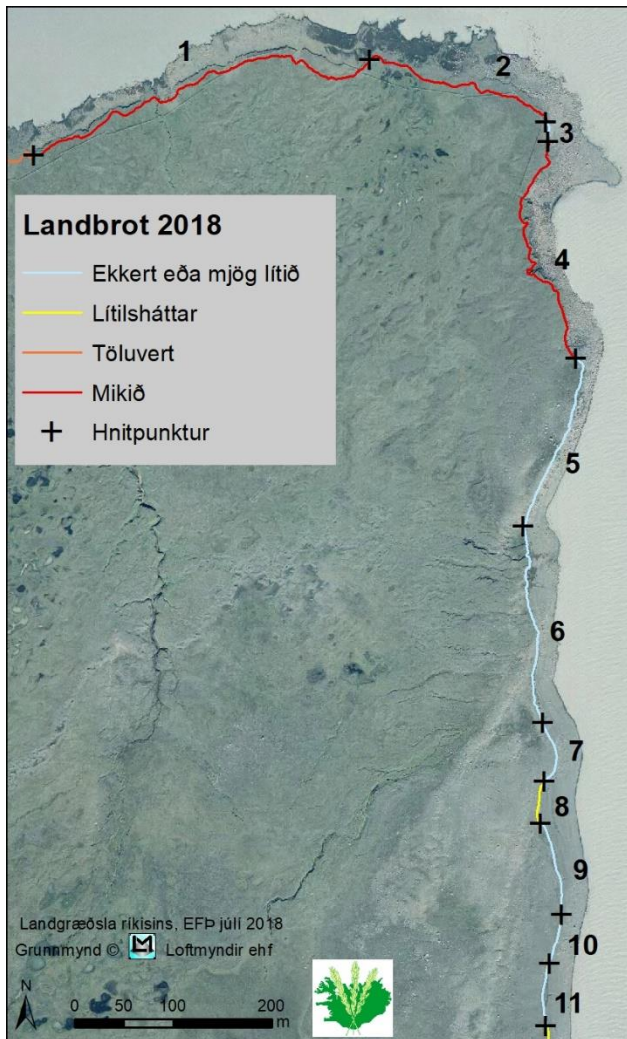 1
2
3
4
Landbrot 2018
Ekkert eða mjög lítið
Lítilsháttar
Töluvert
Mikið
Hnitpunktur
5
6
7
8
9
10
11
Landgræðsla ríkisins, EFÞ júlí 2018
Grunnmynd © LM Loftmyndir ehf
N
0 50 100 200
m